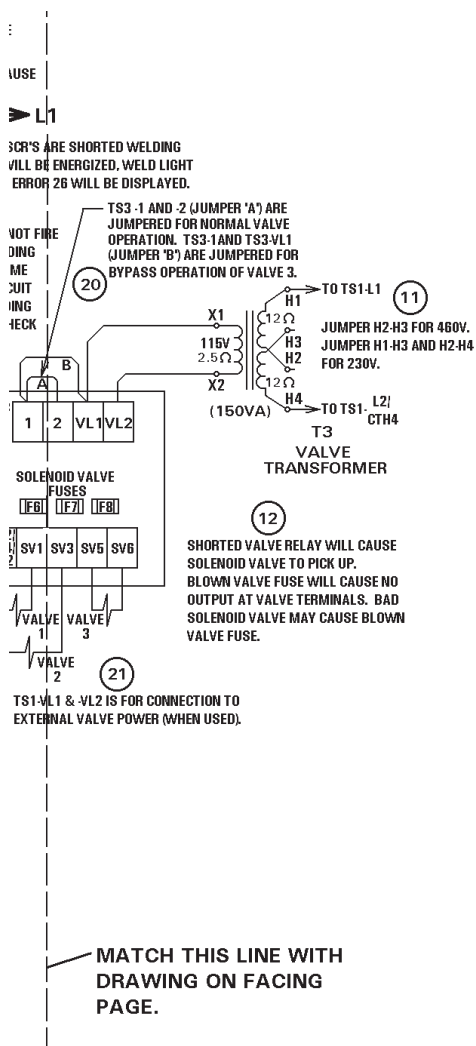 E
AUSE
L1
SCR'S ARE SHORTED WELDING
WILL BE ENERGIZED, WELD LIGHT
ERROR 26 WILL BE DISPLAYED.
NOT FIRE
DING
ME
CUIT
DING
HECK
TS3 -1 AND -2 (JUMPER "A") ARE
JUMPERED FOR NORMAL VALVE
OPERATION. TS3-1AND TS3-VL1
(JUMPER "B") ARE JUMPERED FOR
BYPASS OPERATION OF VALVE 3.
20
TO TS1-L1
11
H1
12Ω
H3
H2
12Ω
H4
JUMPER H2-H3 FOR 460V.
JUMPER H1-H3 AND H2-H4
FOR 230V.
X1
115V
2.5Ω
X2
(150VA)
TO TS1- L2/
CTH4
T3
VALVE
TRANSFORMER
B
A
1 2 VL1 VL2
SOLENOID VALVE
FUSES
F6 F7 F8
SV1 SV3 SV5 SV6
VALVE
1
VALVE
3
VALVE
2
12
SHORTED VALVE RELAY WILL CAUSE
SOLENOID VALVE TO PICK UP.
BLOWN VALVE FUSE WILL CAUSE NO
OUTPUT AT VALVE TERMINALS. BAD
SOLENOID VALVE MAY CAUSE BLOWN
VALVE FUSE.
21
TS1-VL1 & -VL2 IS FOR CONNECTION TO
EXTERNAL VALVE POWER (WHEN USED).
MATCH THIS LINE WITH
DRAWING ON FACING
PAGE.